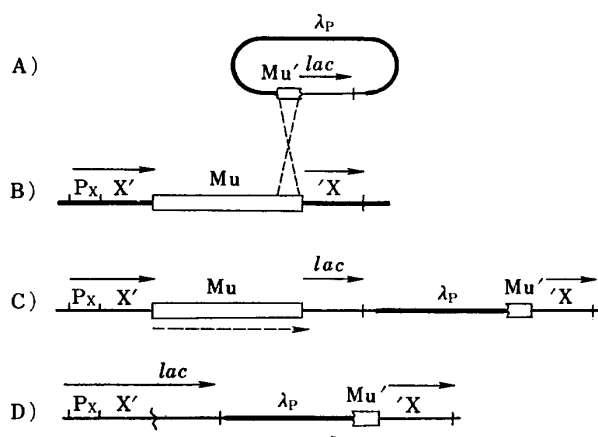 λP
A) Mu' lac
B) PX X' Mu 'X
C) PX X' Mu lac λP Mu' 'X
D) PX X' lac λP Mu' 'X